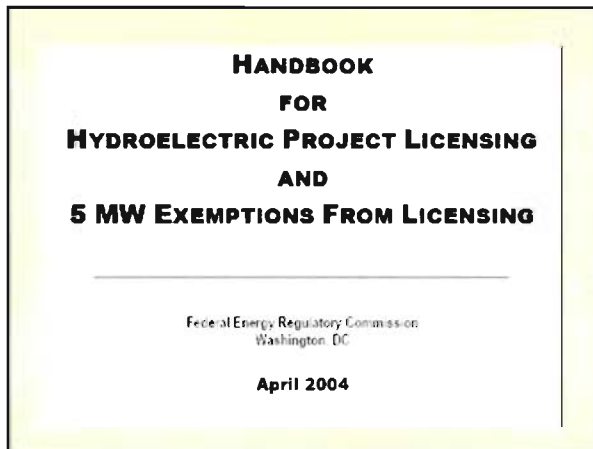 HANDBOOK
FOR
HYDROELECTRIC PROJECT LICENSING
AND
5 MW EXEMPTIONS FROM LICENSING
Federal Energy Regulatory Commission
Washington, DC
April 2004